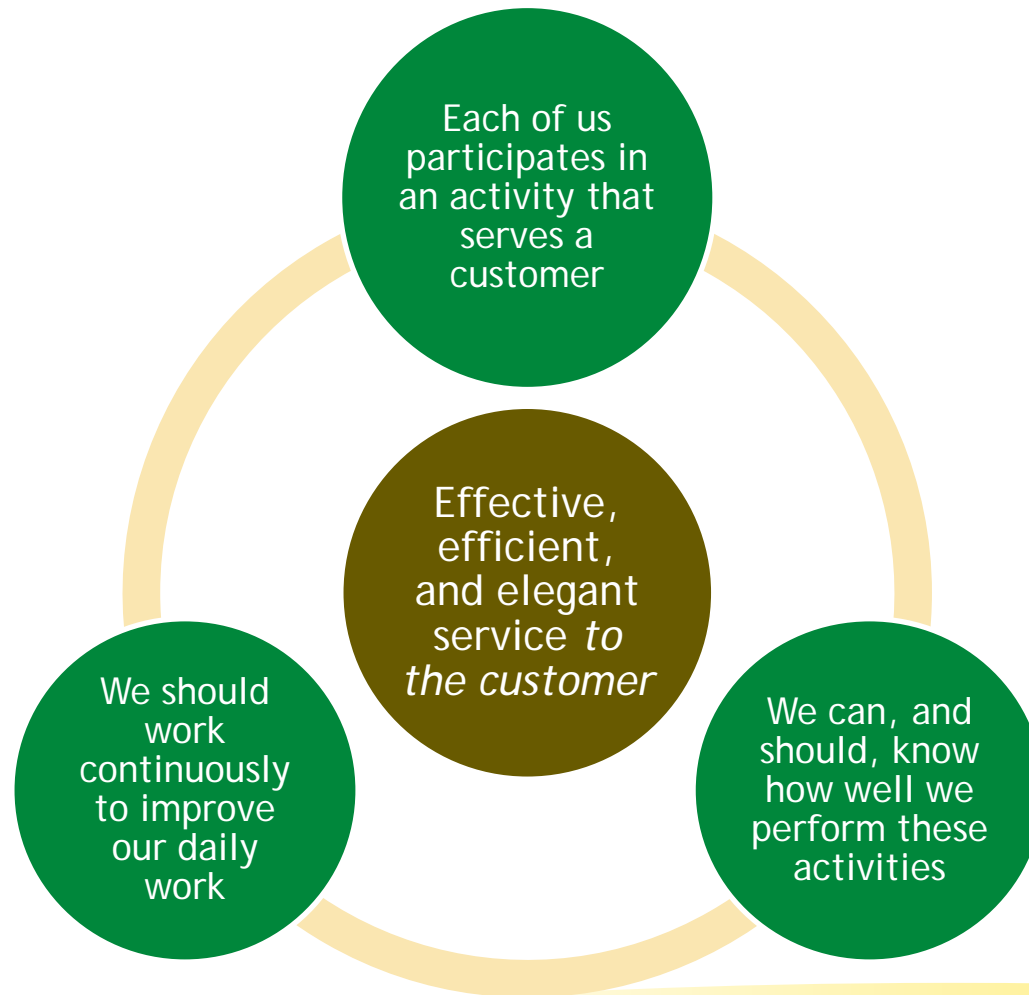 Each of us
participates in
an activity that
serves a
customer
Effective,
efficient,
and elegant
service to
the customer
We should
work
continuously
to improve
our daily
work
We can, and
should, know
how well we
perform these
activities